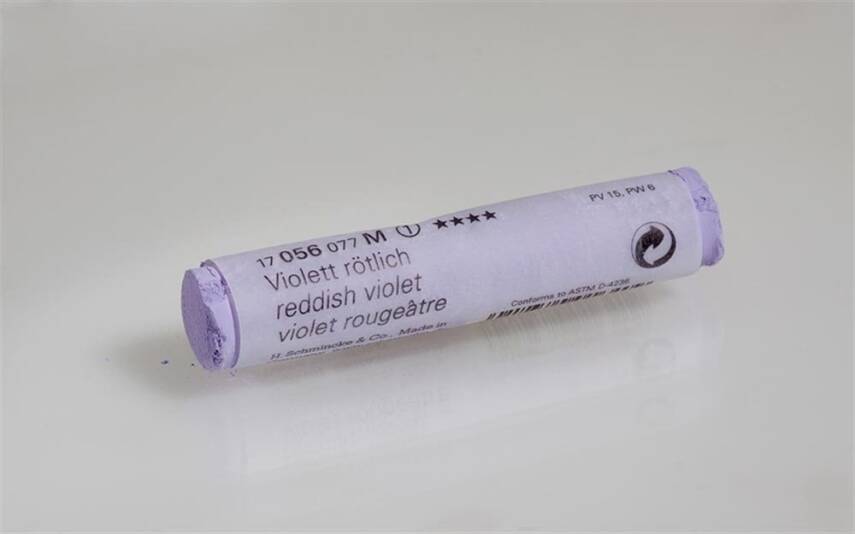 17 056 077 M 1 ★★★★
Violett rötlich
reddish violet
violet rougeâtre
H. Schmincke & Co., Made in
PV 15, PW 6
Conforms to ASTM D-4236